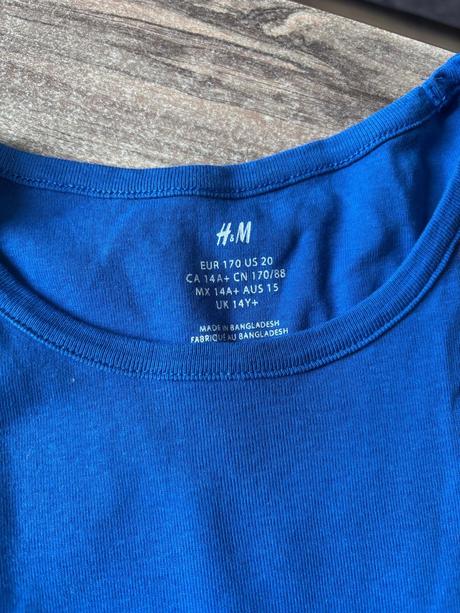 H&M
EUR 170 US 20
CA 14A+ CN 170/88
MX 14A+ AUS 15
UK 14Y+
MADE IN BANGLADESH
FABRIQUE AU BANGLADESH